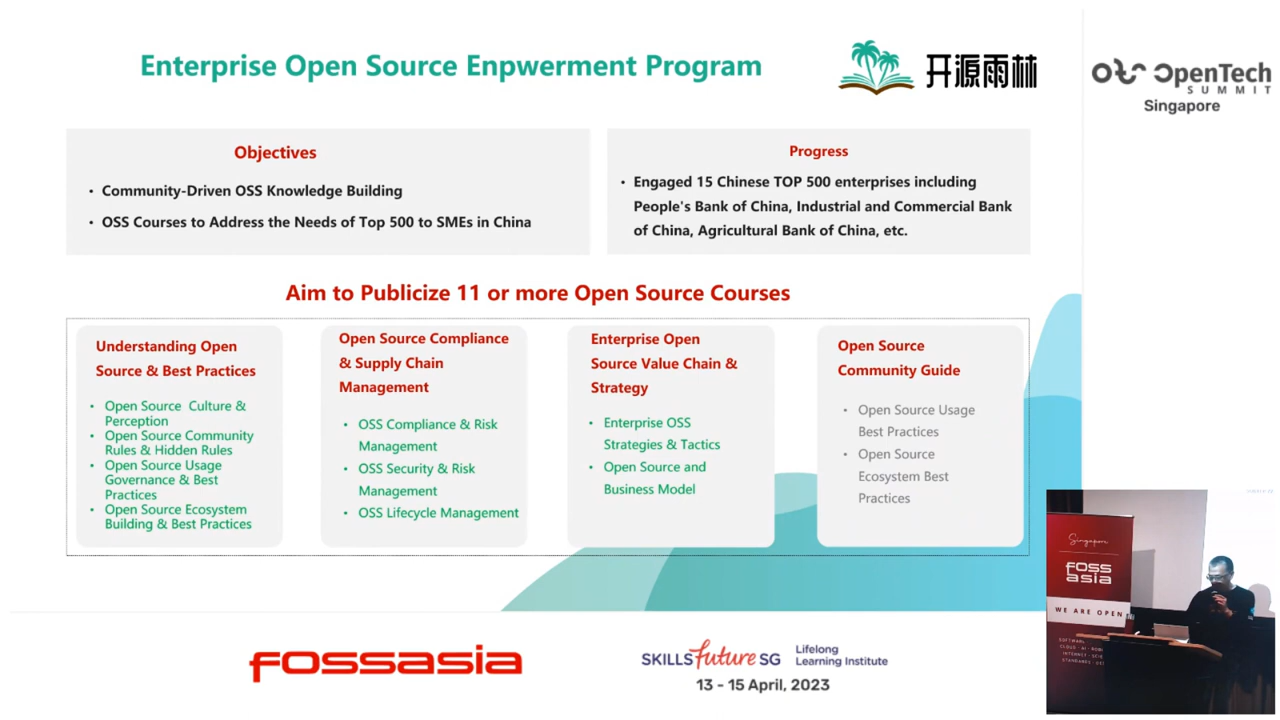 Enterprise Open Source Enpwerment Program
开源雨林
OpenTech
SUMMIT
Singapore
Objectives
• Community-Driven OSS Knowledge Building
• OSS Courses to Address the Needs of Top 500 to SMEs in China
Progress
• Engaged 15 Chinese TOP 500 enterprises including
People's Bank of China, Industrial and Commercial Bank
of China, Agricultural Bank of China, etc.
Aim to Publicize 11 or more Open Source Courses
Understanding Open
Source & Best Practices
• Open Source Culture &
Perception
• Open Source Community
Rules & Hidden Rules
• Open Source Usage
Governance & Best
Practices
• Open Source Ecosystem
Building & Best Practices
Open Source Compliance
& Supply Chain
Management
• OSS Compliance & Risk
Management
• OSS Security & Risk
Management
• OSS Lifecycle Management
Enterprise Open
Source Value Chain &
Strategy
• Enterprise OSS
Strategies & Tactics
• Open Source and
Business Model
Open Source
Community Guide
• Open Source Usage
Best Practices
• Open Source
Ecosystem Best
Practices
Singapore
FOSS
ASIA
WE ARE OPEN
fossasia
SKILLSfuture SG
Lifelong
Learning Institute
13 - 15 April, 2023